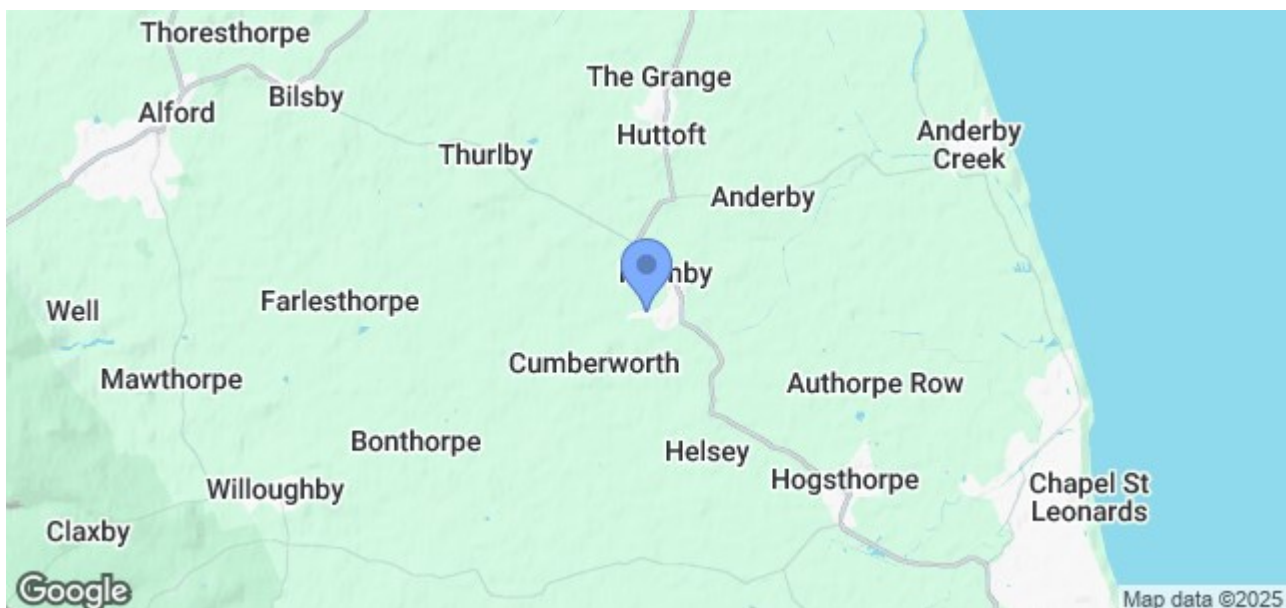 Thoresthorpe
The Grange
Bilsby
Alford
Huttoft
Anderby
Creek
Thurlby
Anderby
Farlesthorpe
Well
Cumberworth
Mawthorpe
Authorpe Row
Bonthorpe
Helsey
Hogsthorpe
Willoughby
Chapel St
Leonards
Claxby
Google
Map data ©2025